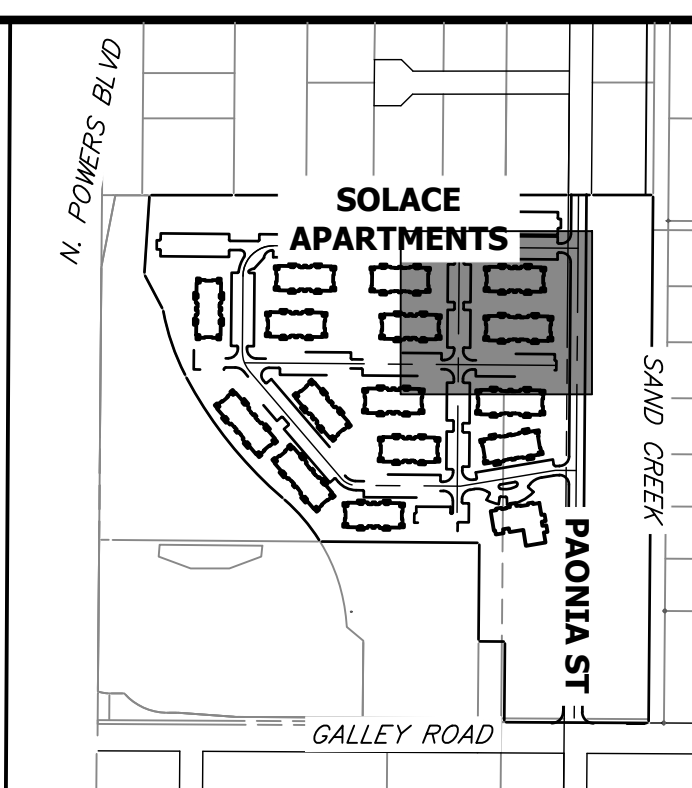 N. POWERS BLVD
SOLACE
APARTMENTS
SAND CREEK
PAONIA ST
GALLEY ROAD